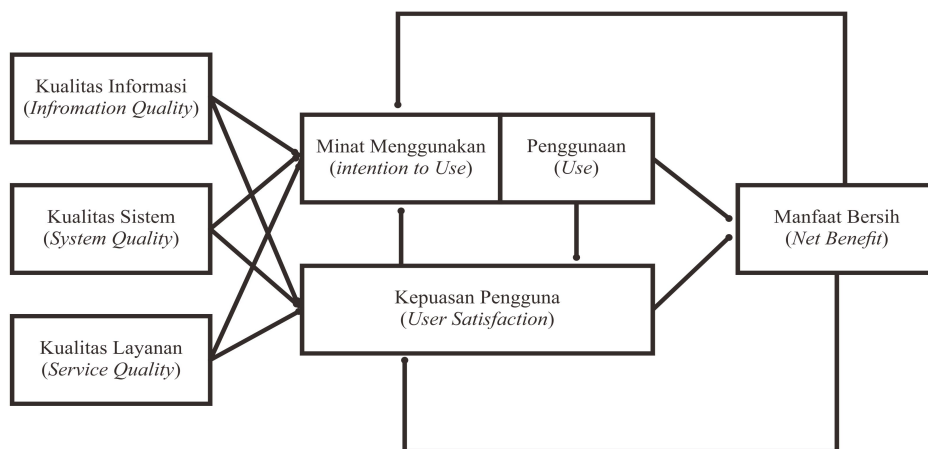 Kualitas Informasi
(Infromation Quality)
Kualitas Sistem
(System Quality)
Kualitas Layanan
(Service Quality)
Minat Menggunakan
(intention to Use)
Penggunaan
(Use)
Kepuasan Pengguna
(User Satisfaction)
Manfaat Bersih
(Net Benefit)